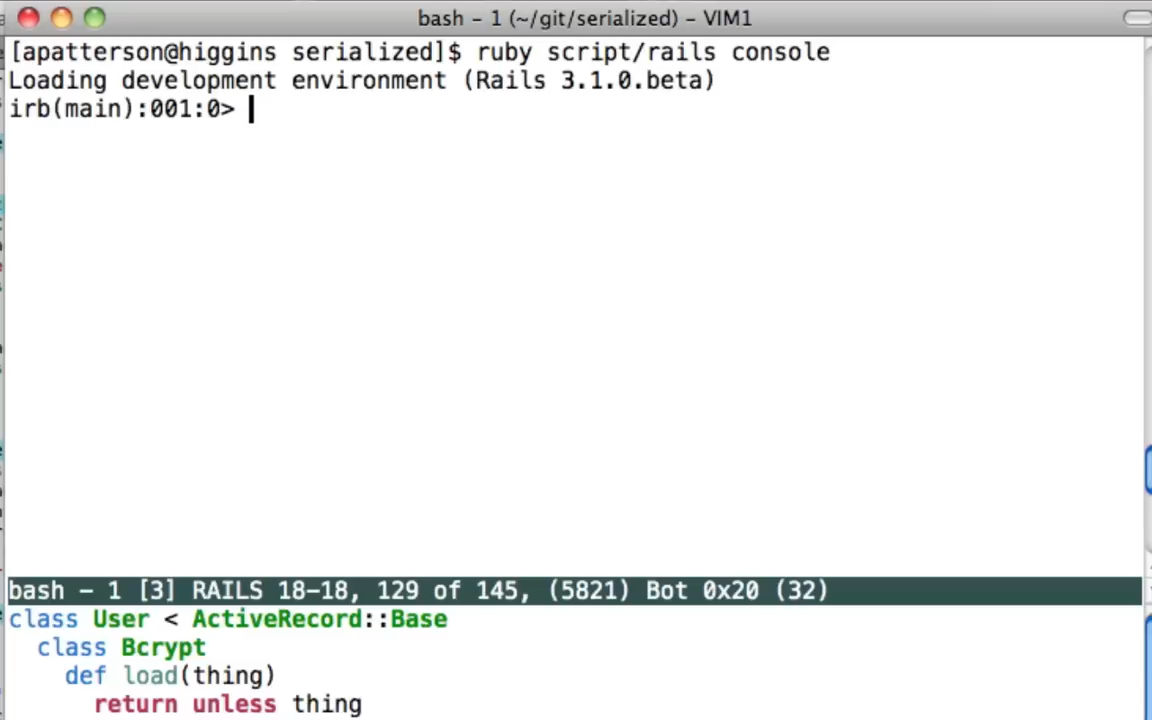 bash – 1 (~/git/serialized) – VIM1
[apatterson@higgins serialized]$ ruby script/rails console
Loading development environment (Rails 3.1.0.beta)
irb(main):001:0>
bash – 1 [3] RAILS 18–18, 129 of 145, (5821) Bot 0x20 (32)
class User < ActiveRecord::Base
class Bcrypt
def load(thing)
return unless thing